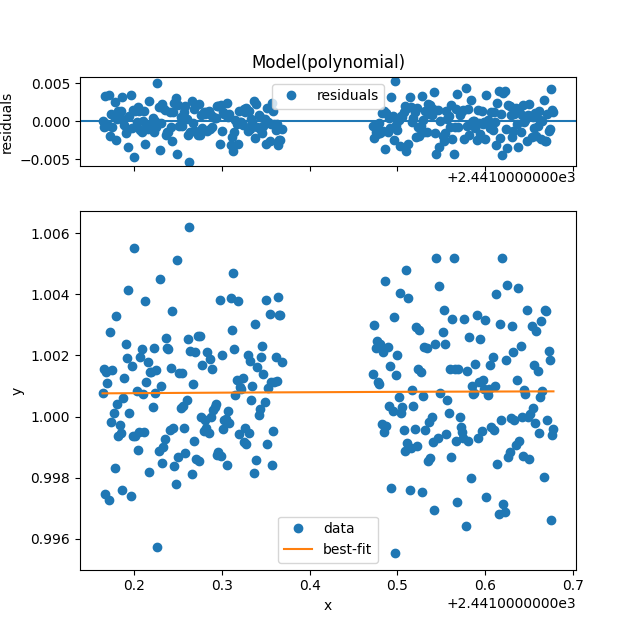 Model(polynomial)
residuals
0.005
0.000
−0.005
residuals
+2.4410000000e3
y
1.006
1.004
1.002
1.000
0.998
0.996
data
best-fit
0.2
0.3
0.4
0.5
0.6
0.7
x
+2.4410000000e3